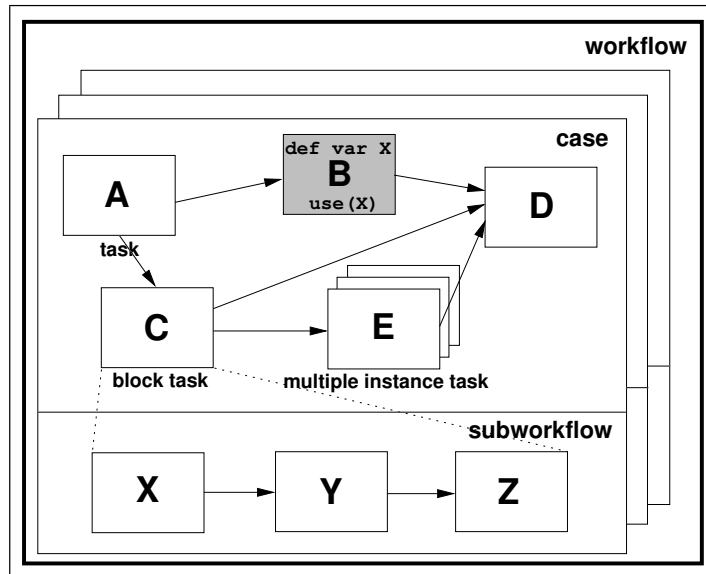 workflow
case
def var X
A
B
use(X)
D
task
C
E
block task
multiple instance task
subworkflow
X
Y
Z